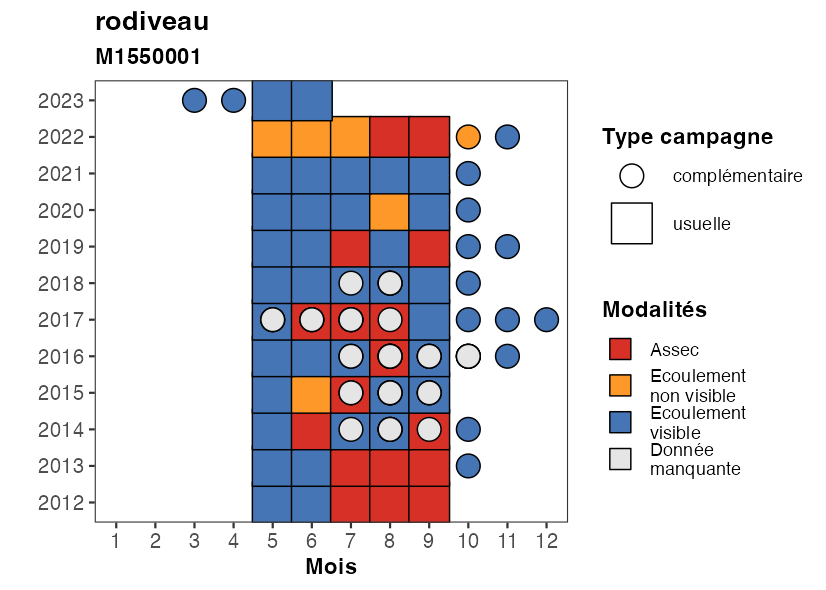 rodiveau
M1550001
2023
2022
2021
2020
2019
2018
2017
2016
2015
2014
2013
2012
1 2 3 4 5 6 7 8 9 10 11 12
Mois
Type campagne
complémentaire
usuelle
Modalités
Assec
Ecoulement
non visible
Ecoulement
visible
Donnée
manquante